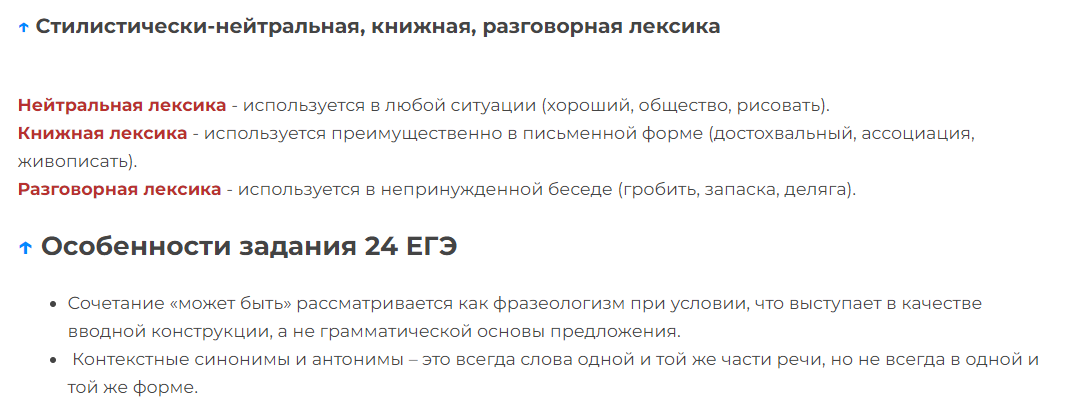 ↑ Стилистически-нейтральная, книжная, разговорная лексика
Нейтральная лексика - используется в любой ситуации (хороший, общество, рисовать).
Книжная лексика - используется преимущественно в письменной форме (достохвальный, ассоциация,
живописать).
Разговорная лексика - используется в непринужденной беседе (гробить, запаска, деляга).
↑ Особенности задания 24 ЕГЭ
• Сочетание «может быть» рассматривается как фразеологизм при условии, что выступает в качестве
вводной конструкции, а не грамматической основы предложения.
• Контекстные синонимы и антонимы – это всегда слова одной и той же части речи, но не всегда в одной и
той же форме.